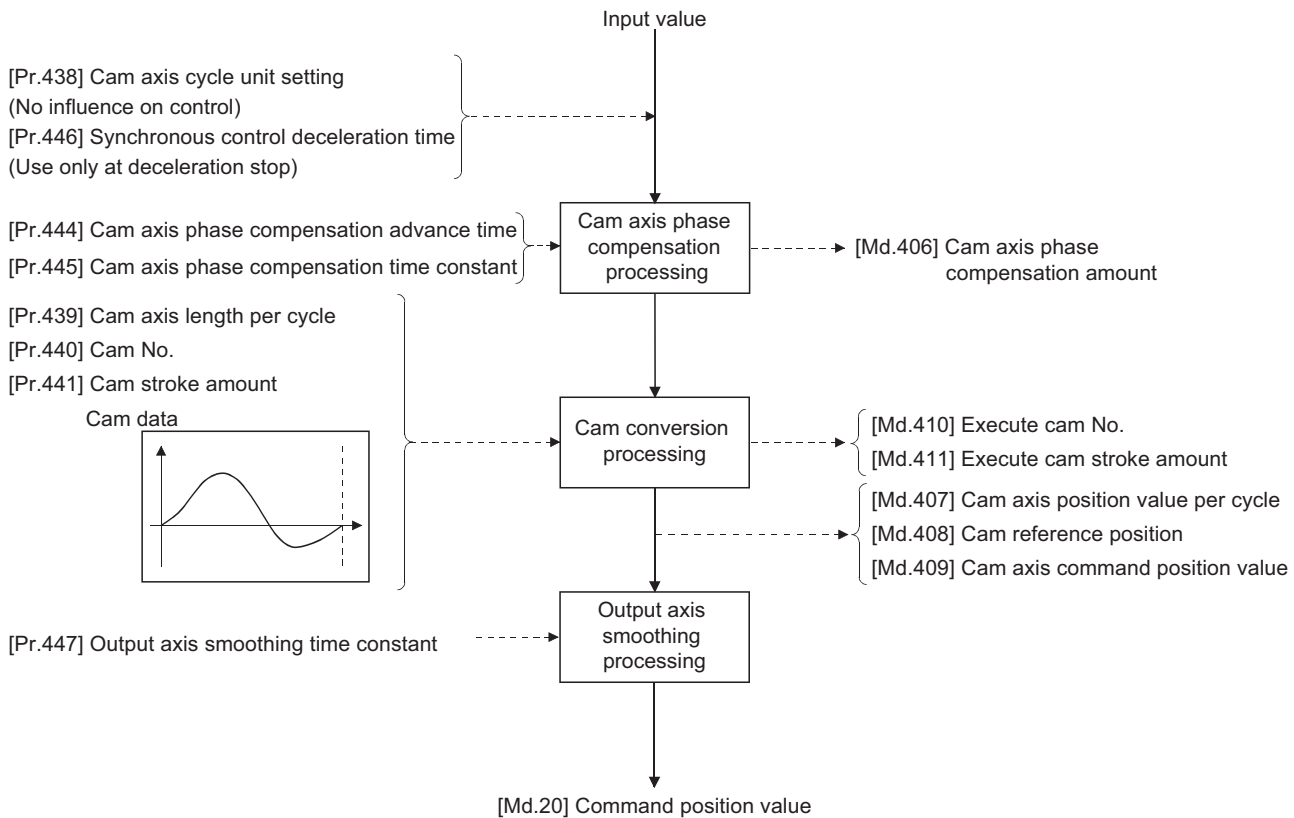 Input value
[Pr.438] Cam axis cycle unit setting
(No influence on control)
[Pr.446] Synchronous control deceleration time
(Use only at deceleration stop)
[Pr.444] Cam axis phase compensation advance time
[Pr.445] Cam axis phase compensation time constant
Cam axis phase
compensation
processing
[Md.406] Cam axis phase
compensation amount
[Pr.439] Cam axis length per cycle
[Pr.440] Cam No.
[Pr.441] Cam stroke amount
Cam data
Cam conversion
processing
[Md.410] Execute cam No.
[Md.411] Execute cam stroke amount
[Md.407] Cam axis position value per cycle
[Md.408] Cam reference position
[Md.409] Cam axis command position value
[Pr.447] Output axis smoothing time constant
Output axis
smoothing
processing
[Md.20] Command position value